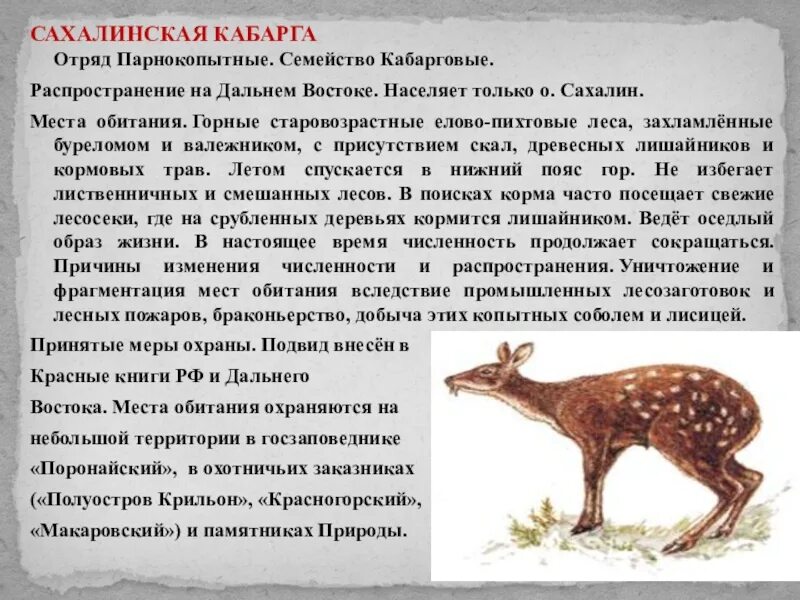 САХАЛИНСКАЯ КАБАРГА
Отряд Парнокопытные. Семейство Кабарговые.
Распространение на Дальнем Востоке. Населяет только о. Сахалин.
Места обитания. Горные старовозрастные елово-пихтовые леса, захламлённые
буреломом и валежником, с присутствием скал, древесных лишайников и
кормовых трав. Летом спускается в нижний пояс гор. Не избегает
лиственничных и смешанных лесов. В поисках корма часто посещает свежие
лесосеки, где на срубленных деревьях кормится лишайником. Ведёт оседлый
образ жизни. В настоящее время численность продолжает сокращаться.
Причины изменения численности и распространения. Уничтожение и
фрагментация мест обитания вследствие промышленных лесозаготовок и
лесных пожаров, браконьерство, добыча этих копытных соболем и лисицей.
Принятые меры охраны. Подвид внесён в
Красные книги РФ и Дальнего
Востока. Места обитания охраняются на
небольшой территории в госзаповеднике
«Поронайский», в охотничьих заказниках
(«Полуостров Крильон», «Красногорский»,
«Макаровский») и памятниках Природы.